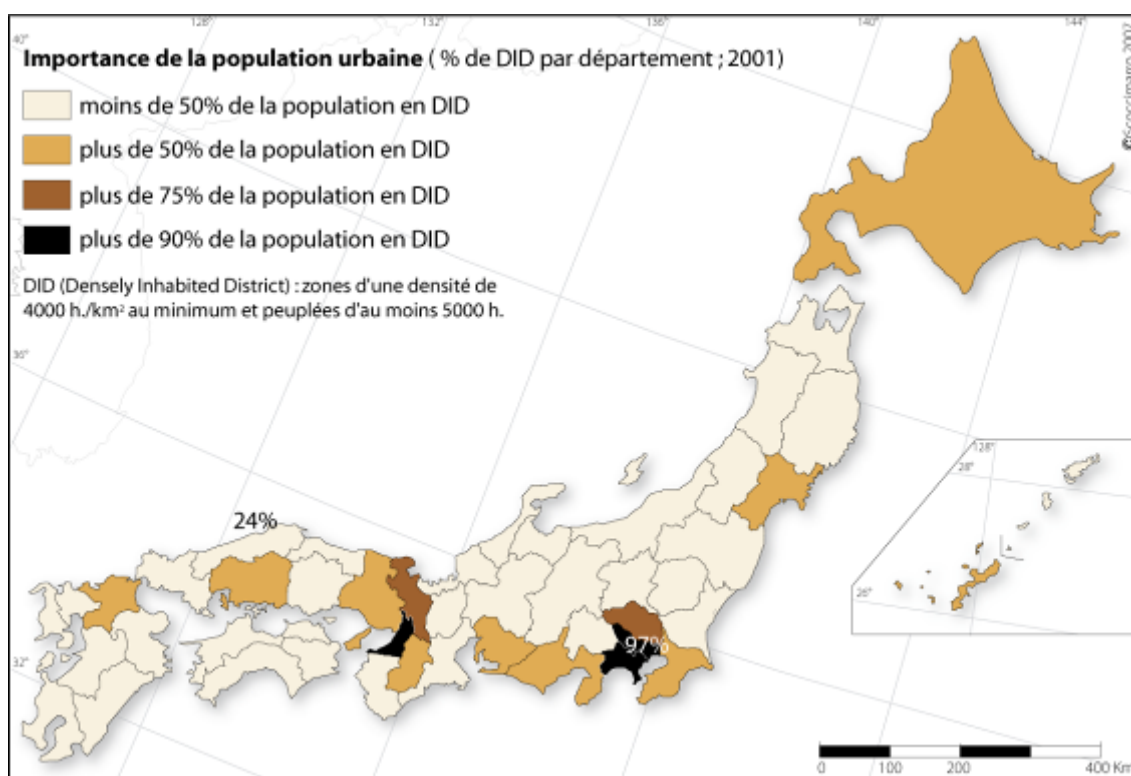 128°
132°
136°
140°
144°
40°
Importance de la population urbaine ( % de DID par département ; 2001)
moins de 50% de la population en DID
plus de 50% de la population en DID
plus de 75% de la population en DID
plus de 90% de la population en DID
DID (Densely Inhabited District) : zones d'une densité de
4000 h./km² au minimum et peuplées d'au moins 5000 h.
36°
128°
28°
24%
26°
97%
32°
0 100 200 400 Km